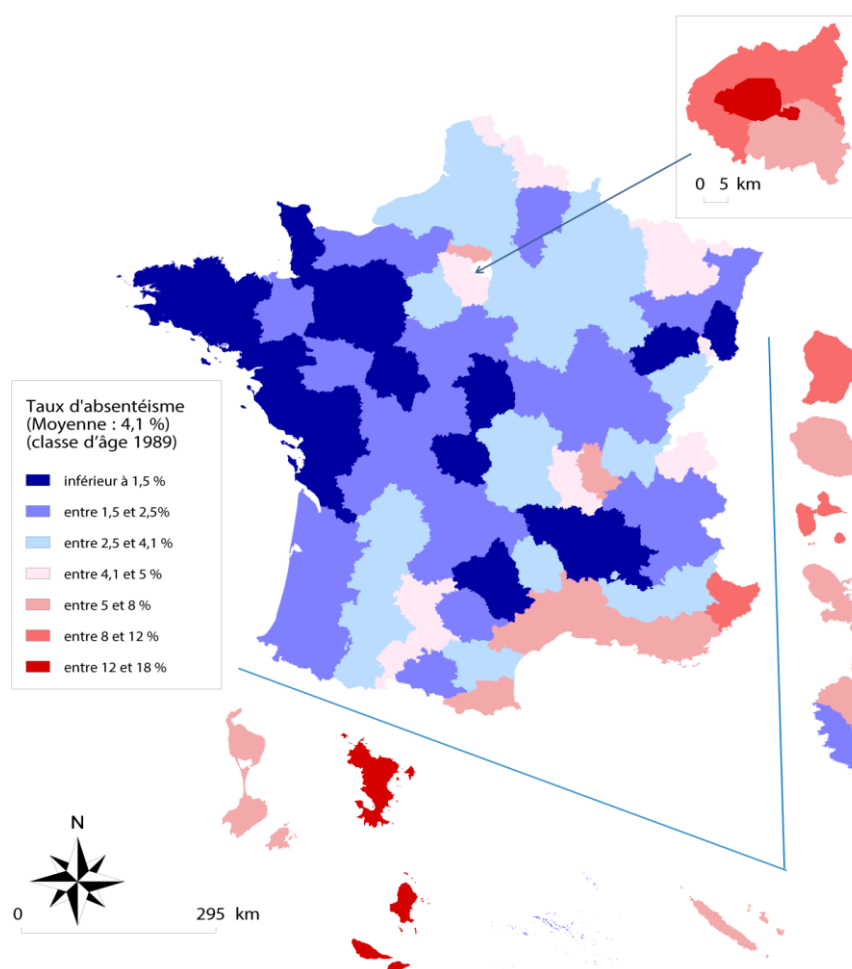 0 5 km
Taux d'absentéisme
(Moyenne : 4,1 %)
(classe d’âge 1989)
inférieur à 1,5 %
entre 1,5 et 2,5%
entre 2,5 et 4,1 %
entre 4,1 et 5 %
entre 5 et 8 %
entre 8 et 12 %
entre 12 et 18 %
N
0 295 km